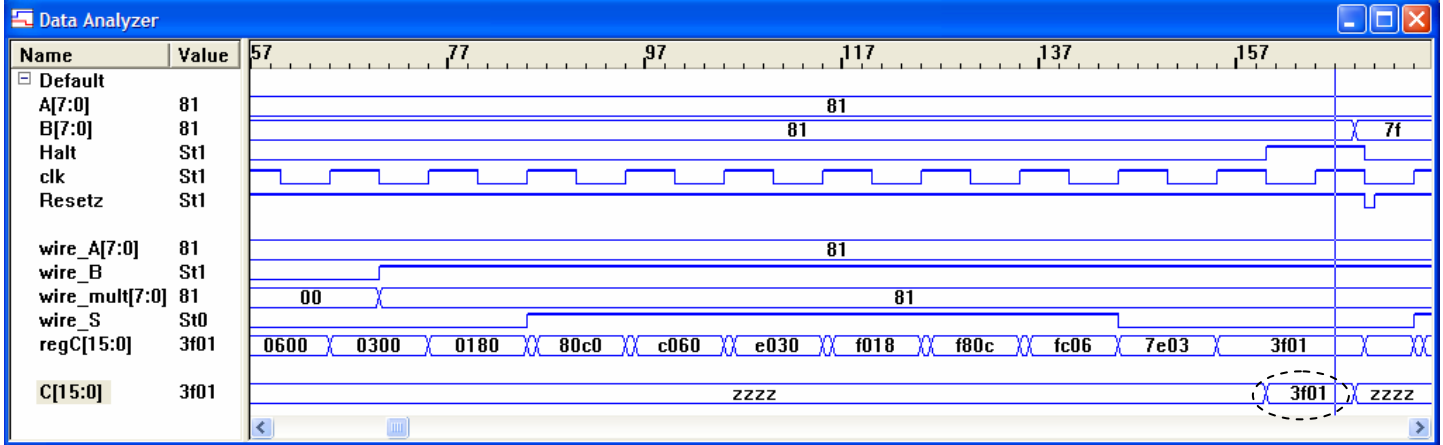 Data Analyzer
Name Value 57 77 97 117 137 157
Default
A[7:0] 81 81
B[7:0] 81 81 7f
Halt St1
clk St1
Resetz St1
wire_A[7:0] 81 81
wire_B St1
wire_mult[7:0] 81 00 81
wire_S St0
regC[15:0] 3f01 0600 0300 0180 80c0 c060 e030 f018 f80c fc06 7e03 3f01
C[15:0] 3f01 zzzz 3f01 zzzz